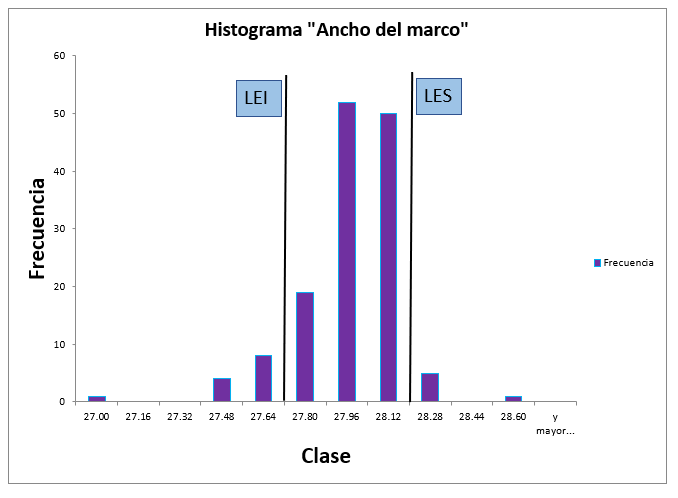 Histograma "Ancho del marco"
60
50
40
30
20
10
0
Frecuencia
LEI
LES
Frecuencia
27.00 27.16 27.32 27.48 27.64 27.80 27.96 28.12 28.28 28.44 28.60 y
mayor...
Clase